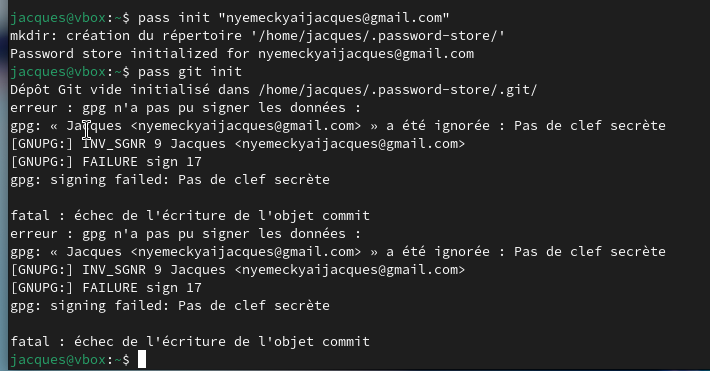 jacques@vbox:~$ pass init "nyemeckyaijacques@gmail.com"
mkdir: création du répertoire '/home/jacques/.password-store/'
Password store initialized for nyemeckyaijacques@gmail.com
jacques@vbox:~$ pass git init
Dépôt Git vide initialisé dans /home/jacques/.password-store/.git/
erreur : gpg n'a pas pu signer les données :
gpg: « Jacques <nyemeckyaijacques@gmail.com> » a été ignorée : Pas de clef secrète
[GNUPG:] INV_SGNR 9 Jacques <nyemeckyaijacques@gmail.com>
[GNUPG:] FAILURE sign 17
gpg: signing failed: Pas de clef secrète
fatal : échec de l'écriture de l'objet commit
erreur : gpg n'a pas pu signer les données :
gpg: « Jacques <nyemeckyaijacques@gmail.com> » a été ignorée : Pas de clef secrète
[GNUPG:] INV_SGNR 9 Jacques <nyemeckyaijacques@gmail.com>
[GNUPG:] FAILURE sign 17
gpg: signing failed: Pas de clef secrète
fatal : échec de l'écriture de l'objet commit
jacques@vbox:~$